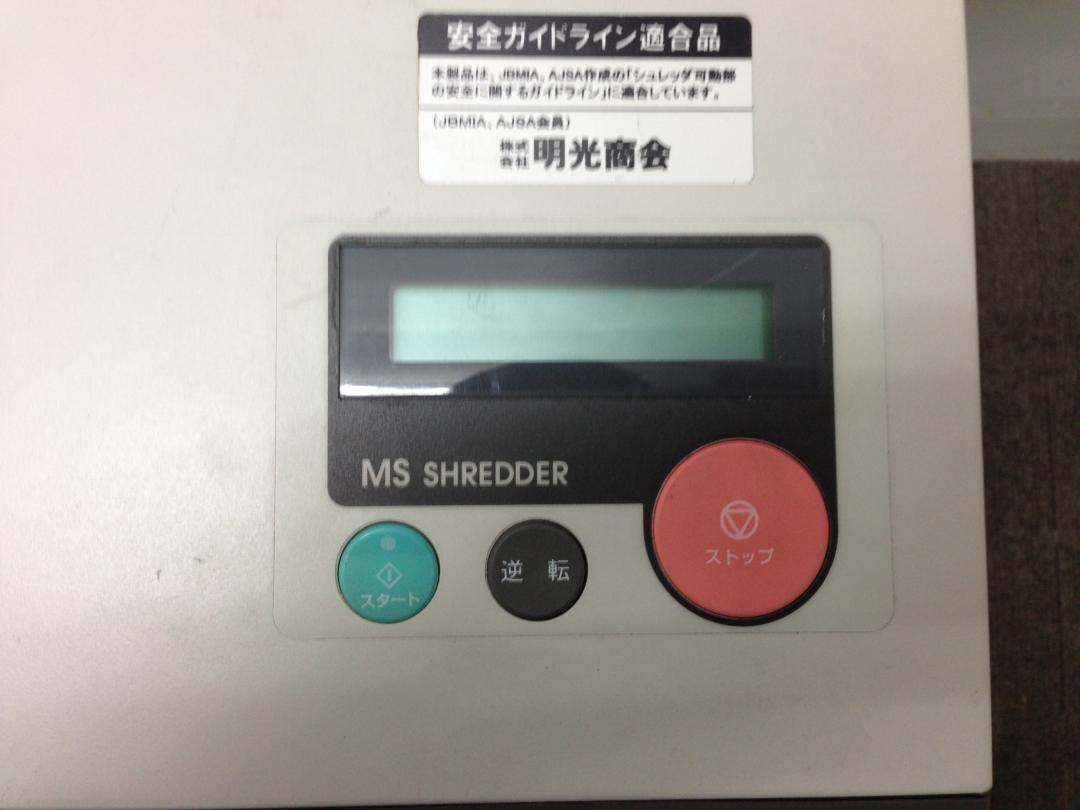 安全ガイドライン適合品
本製品は、JBMIA、AJSA作成の「シュレッダ可動部
の安全に関するガイドライン」に適合しています。
(JBMIA、AJSA会員)
株式会社 明光商会
MS SHREDDER
スタート
逆 転
ストップ